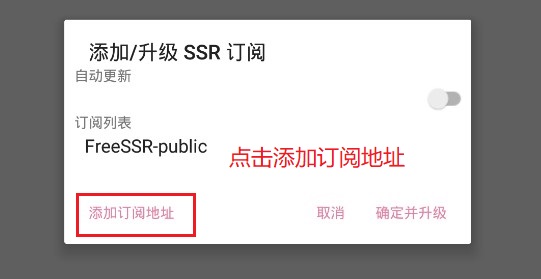 添加/升级 SSR 订阅
自动更新
订阅列表
FreeSSR-public
点击添加订阅地址
添加订阅地址 取消 确定并升级